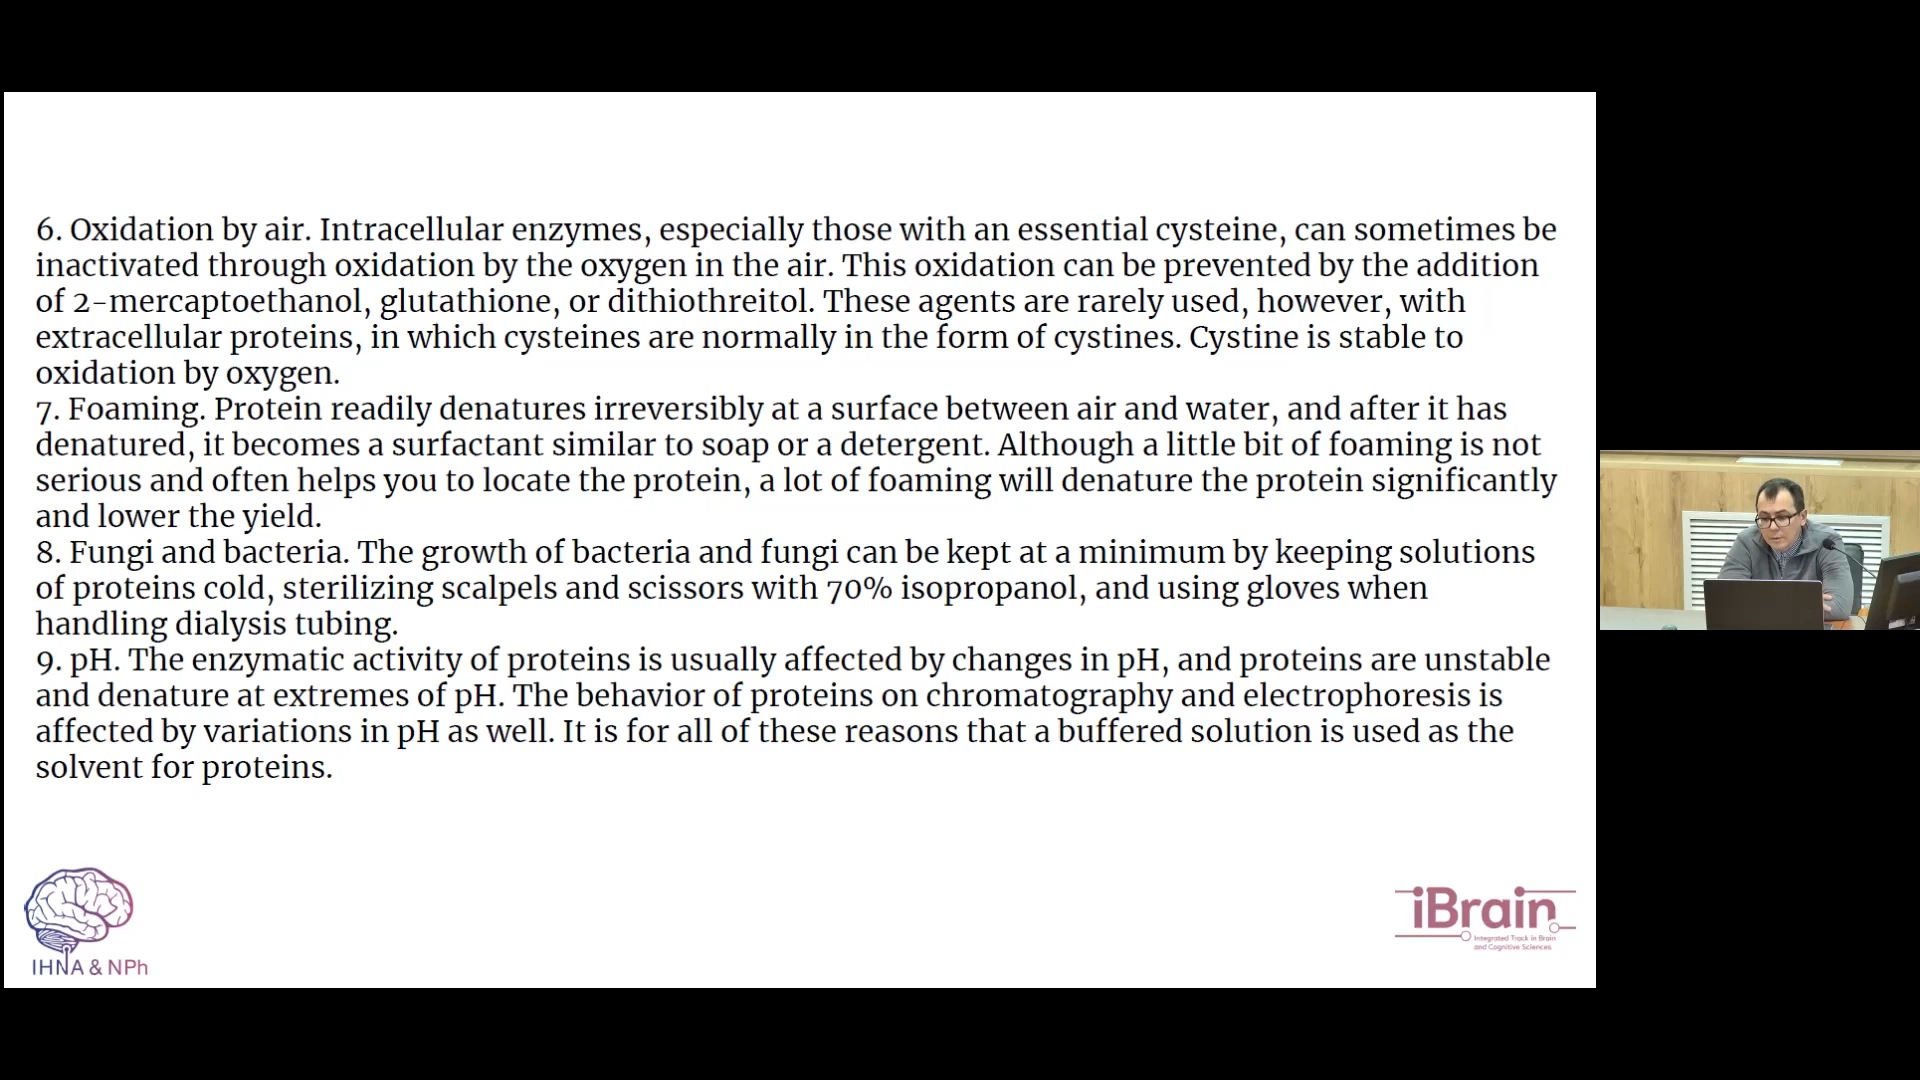 6. Oxidation by air. Intracellular enzymes, especially those with an essential cysteine, can sometimes be
inactivated through oxidation by the oxygen in the air. This oxidation can be prevented by the addition
of 2-mercaptoethanol, glutathione, or dithiothreitol. These agents are rarely used, however, with
extracellular proteins, in which cysteines are normally in the form of cystines. Cystine is stable to
oxidation by oxygen.
7. Foaming. Protein readily denatures irreversibly at a surface between air and water, and after it has
denatured, it becomes a surfactant similar to soap or a detergent. Although a little bit of foaming is not
serious and often helps you to locate the protein, a lot of foaming will denature the protein significantly
and lower the yield.
8. Fungi and bacteria. The growth of bacteria and fungi can be kept at a minimum by keeping solutions
of proteins cold, sterilizing scalpels and scissors with 70% isopropanol, and using gloves when
handling dialysis tubing.
9. pH. The enzymatic activity of proteins is usually affected by changes in pH, and proteins are unstable
and denature at extremes of pH. The behavior of proteins on chromatography and electrophoresis is
affected by variations in pH as well. It is for all of these reasons that a buffered solution is used as the
solvent for proteins.
IHNA & NPh
iBrain
Integrated Track in Brain
and Cognitive Sciences